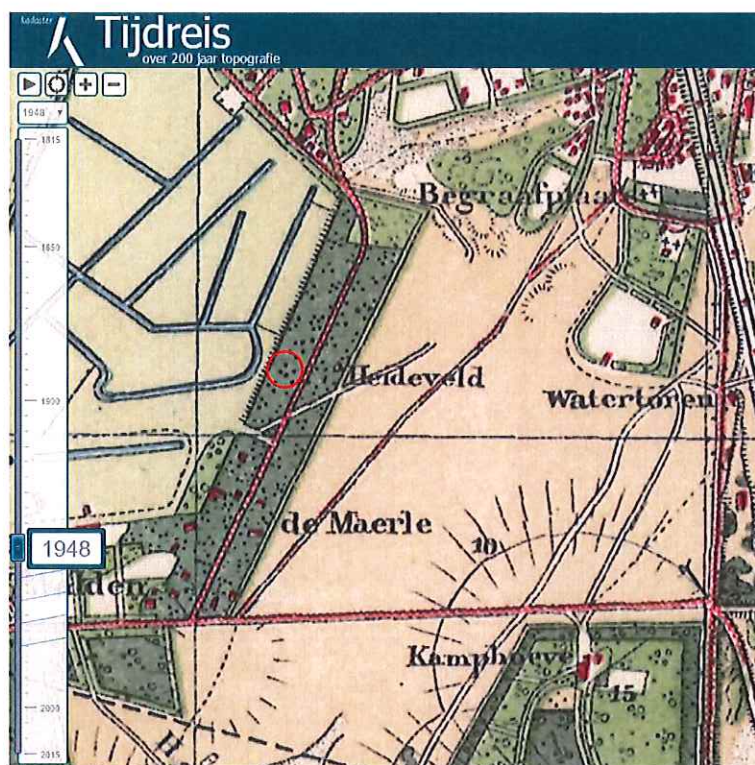 kadaster
Tijdreis
over 200 jaar topografie
1948
1815
1850
1900
1948
2000
2015
Begraafplaats
Heideveld
Watertoren
de Maerle
10
den
Kamphoeve
15